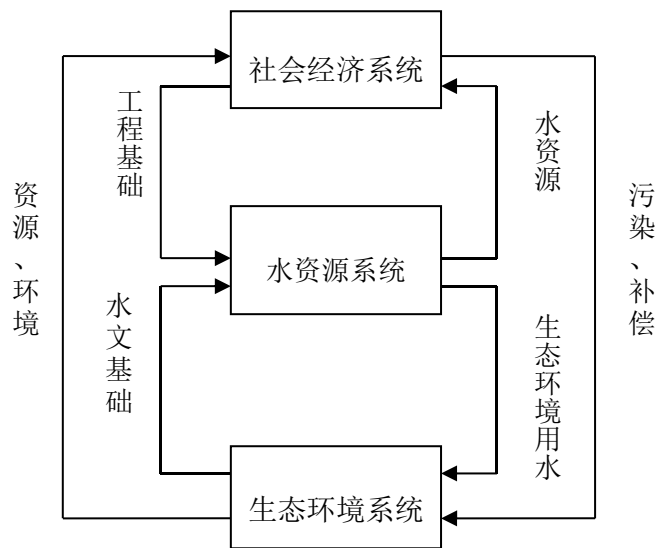 社会经济系统
工程基础
水资源
资源、环境
污染、补偿
水资源系统
水文基础
生态环境用水
生态环境系统